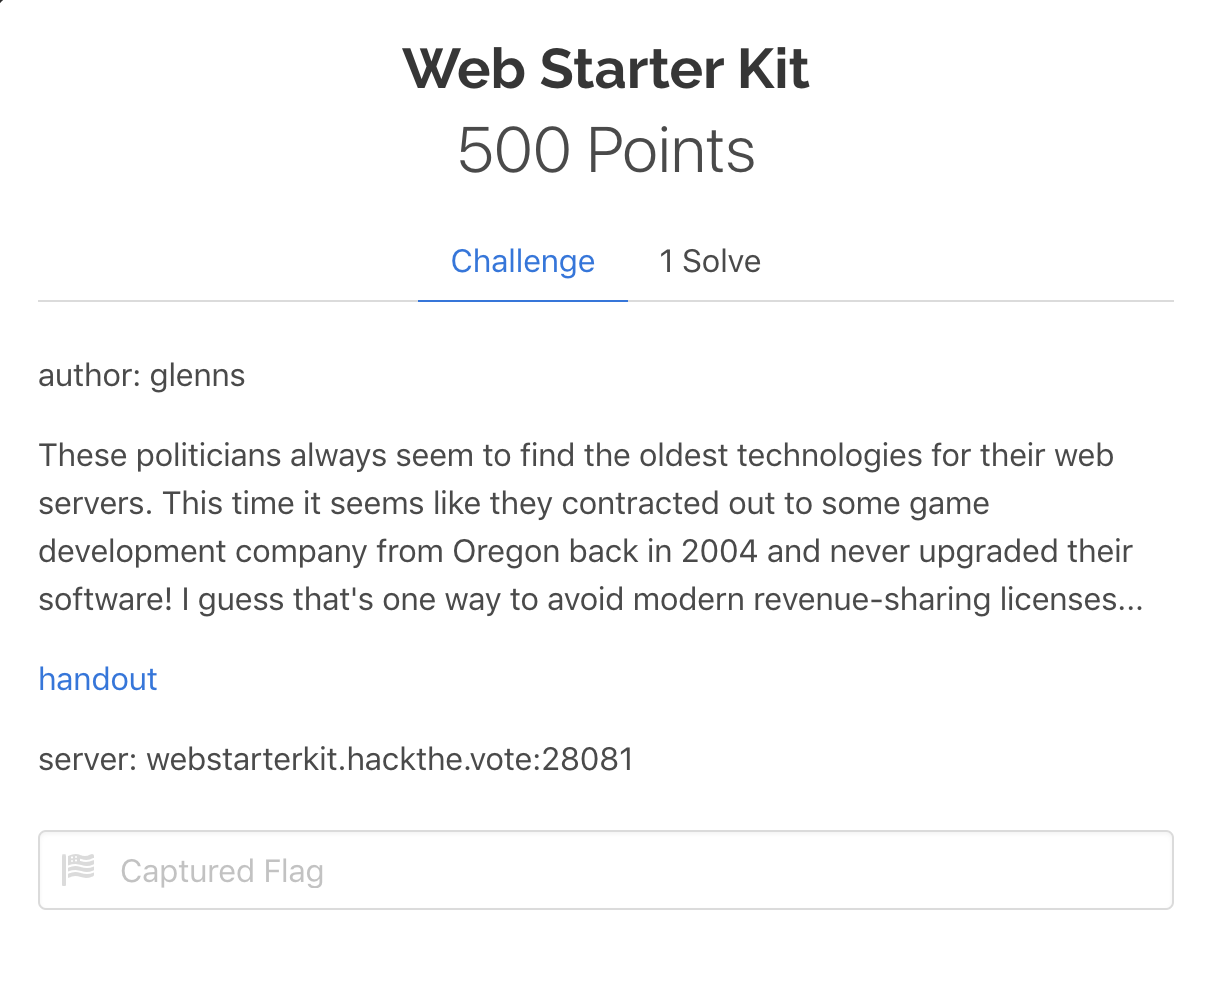 Web Starter Kit
500 Points
Challenge
1 Solve
author: glenns
These politicians always seem to find the oldest technologies for their web
servers. This time it seems like they contracted out to some game
development company from Oregon back in 2004 and never upgraded their
software! I guess that's one way to avoid modern revenue-sharing licenses...
handout
server: webstarterkit.hackthe.vote:28081
Captured Flag